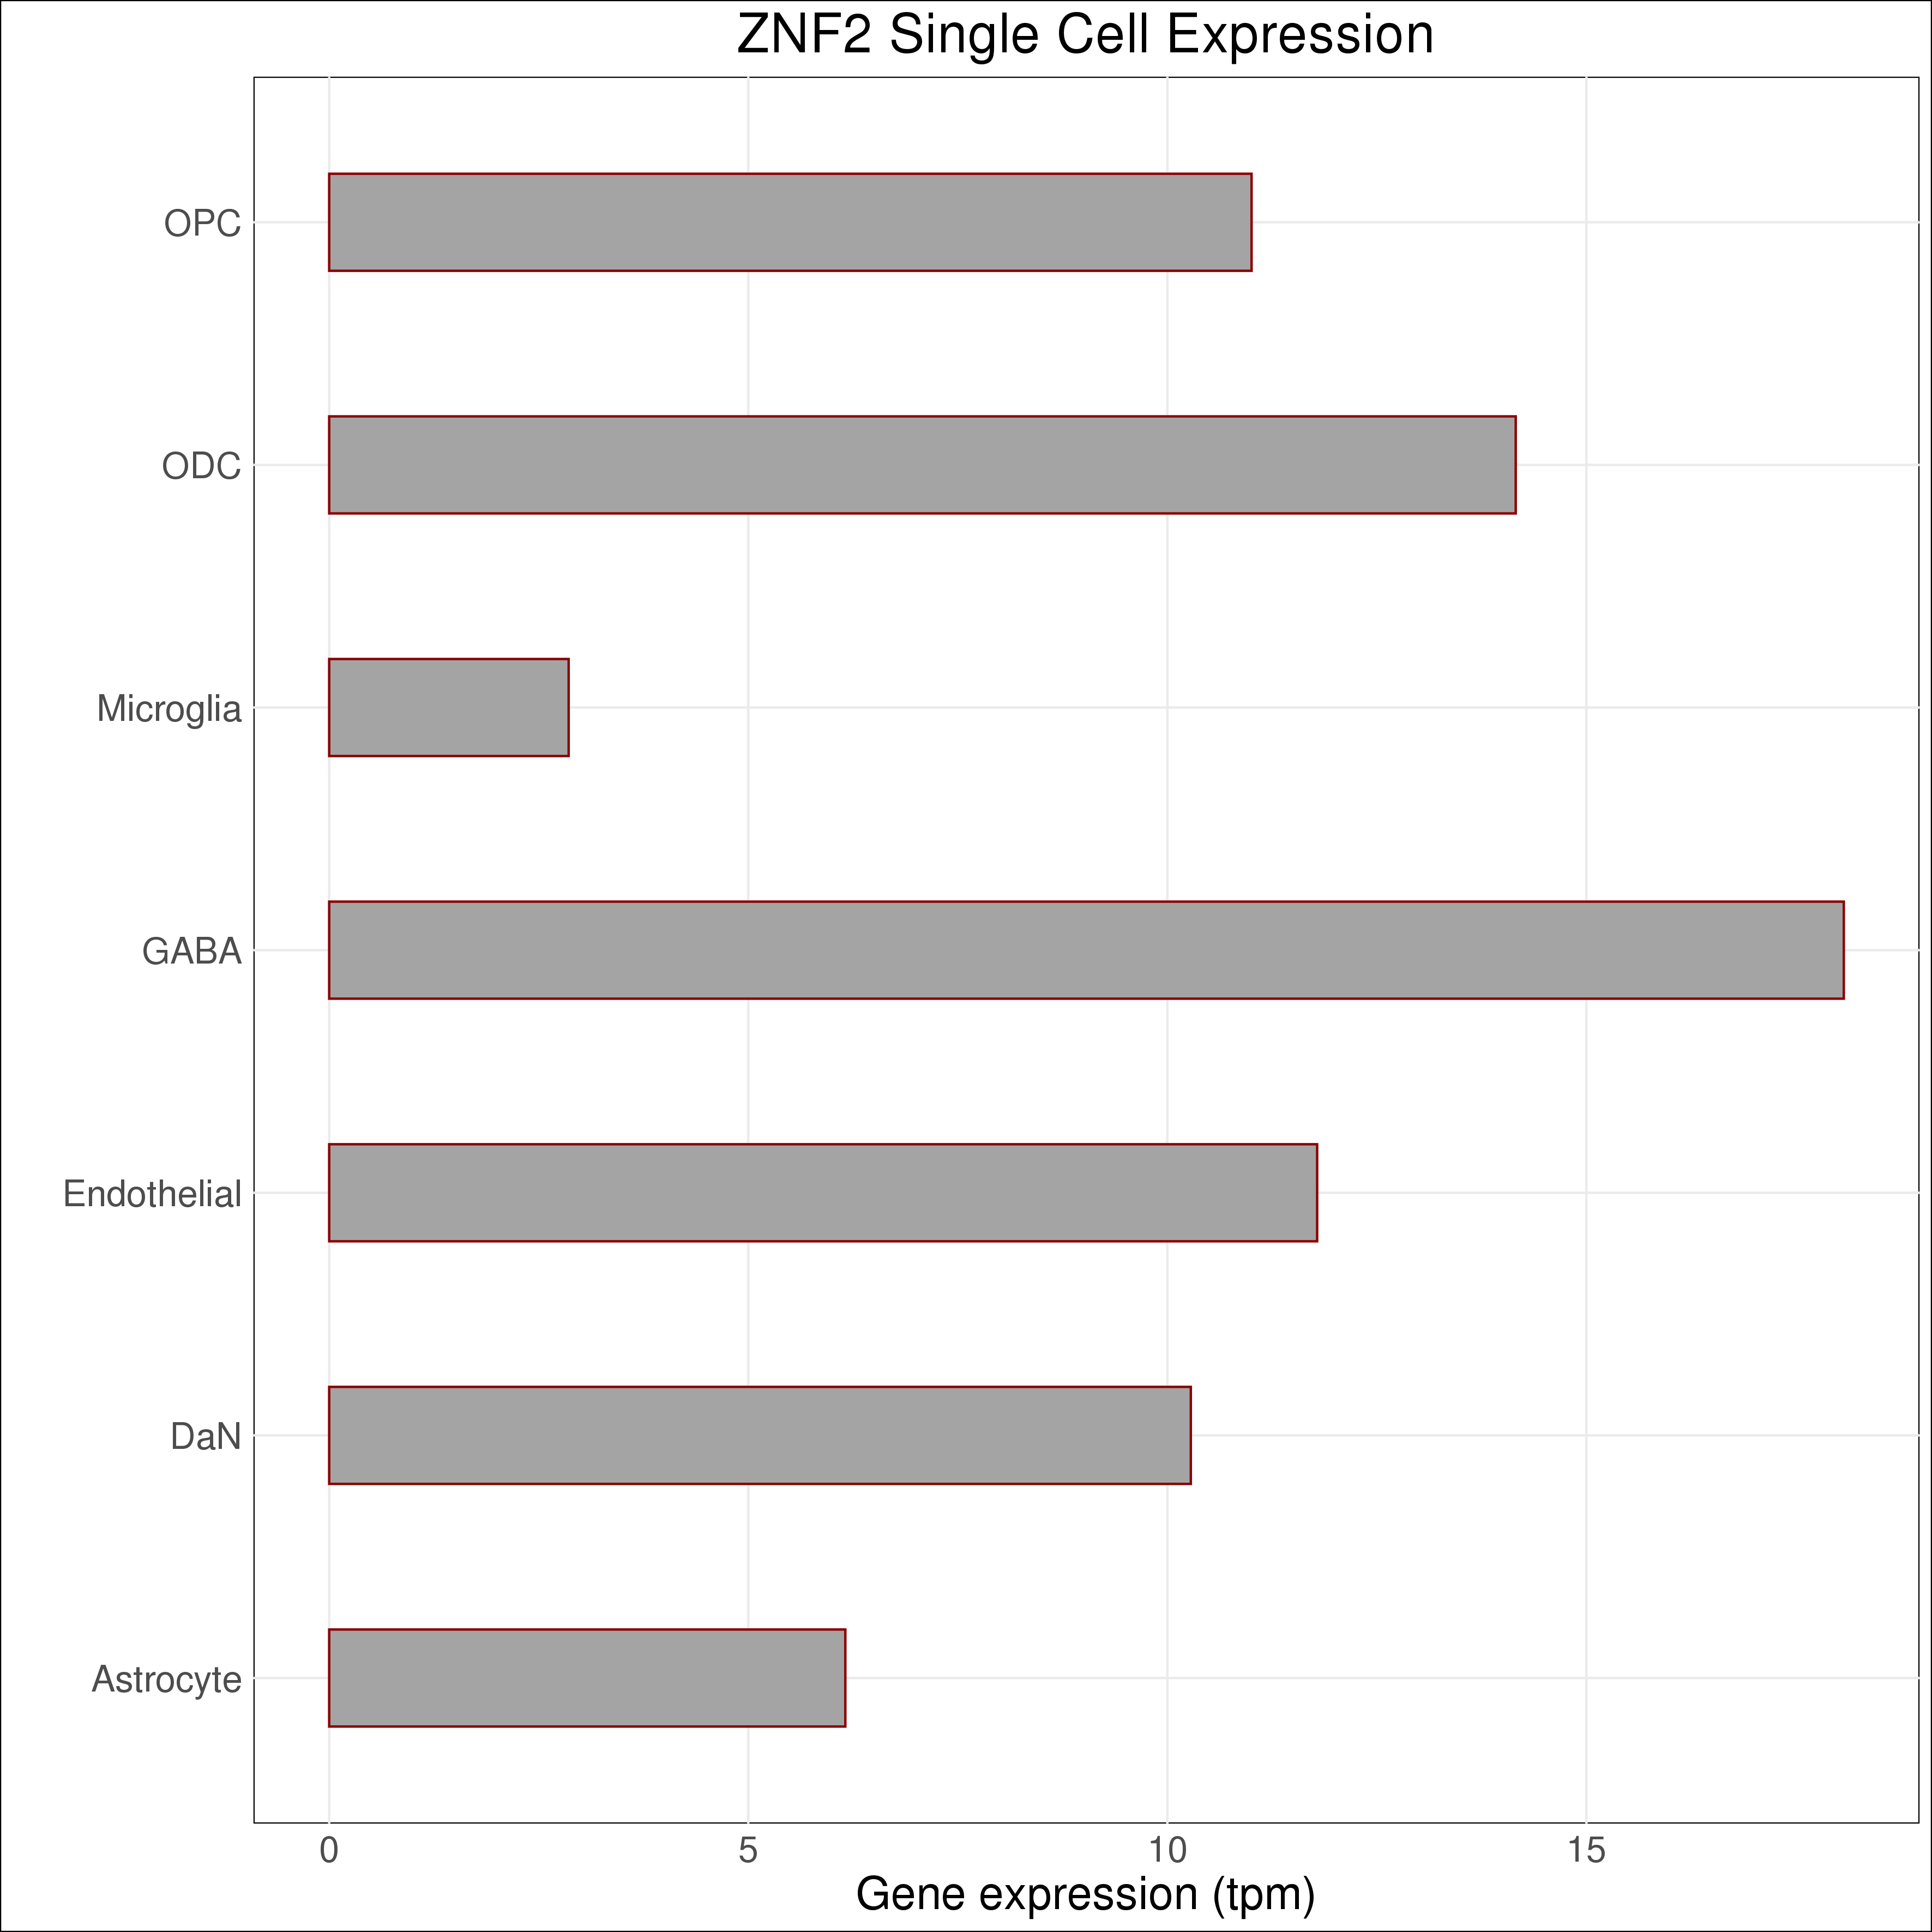 ZNF2 Single Cell Expression
OPC
ODC
Microglia
GABA
Endothelial
DaN
Astrocyte
0 5 10 15
Gene expression (tpm)